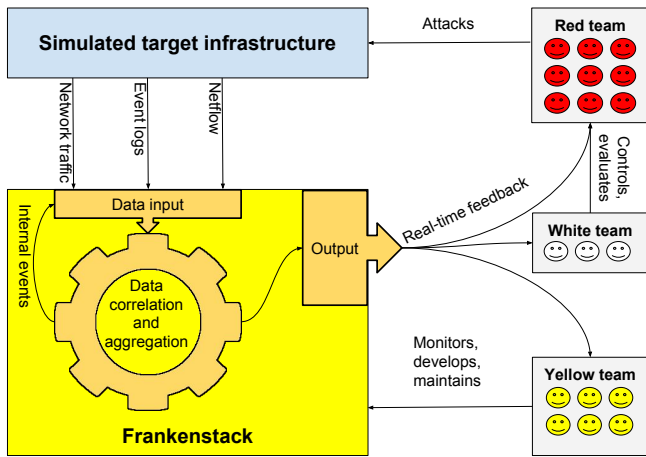 Simulated target infrastructure
Attacks
Red team
Network traffic
Event logs
Netflow
Controls,
evaluates
Real-time feedback
Data input
Internal events
Output
White team
Data
correlation
and
aggregation
Monitors,
develops,
maintains
Yellow team
Frankenstack